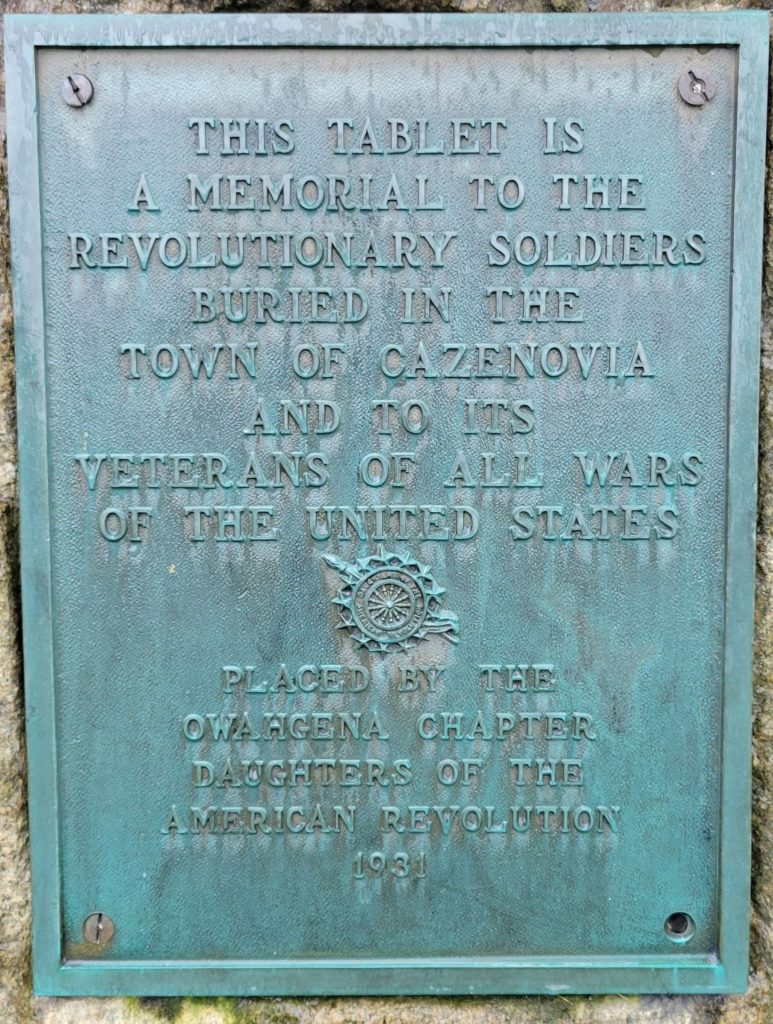 THIS TABLET IS
A MEMORIAL TO THE
REVOLUTIONARY SOLDIERS
BURIED IN THE
TOWN OF CAZENOVIA
AND TO ITS
VETERANS OF ALL WARS
OF THE UNITED STATES
PLACED BY THE
OWAHGENA CHAPTER
DAUGHTERS OF THE
AMERICAN REVOLUTION
1931